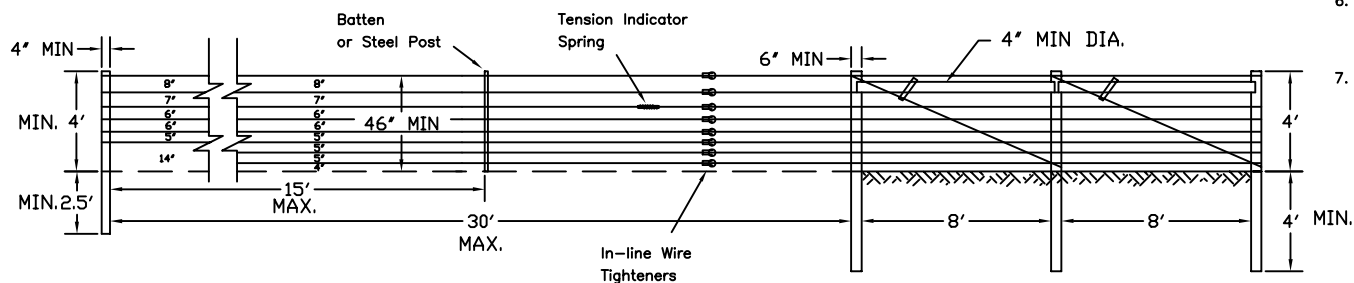 6.
Batten
or Steel Post
Tension Indicator
Spring
4" MIN
6" MIN
4" MIN DIA.
7.
8"
7"
6"
6"
5"
14"
8"
7"
6"
6"
5"
5"
5"
4"
46" MIN
MIN. 4'
4'
15'
MAX.
MIN. 2.5'
30'
MAX.
8'
8'
4' MIN.
In-line Wire
Tighteners